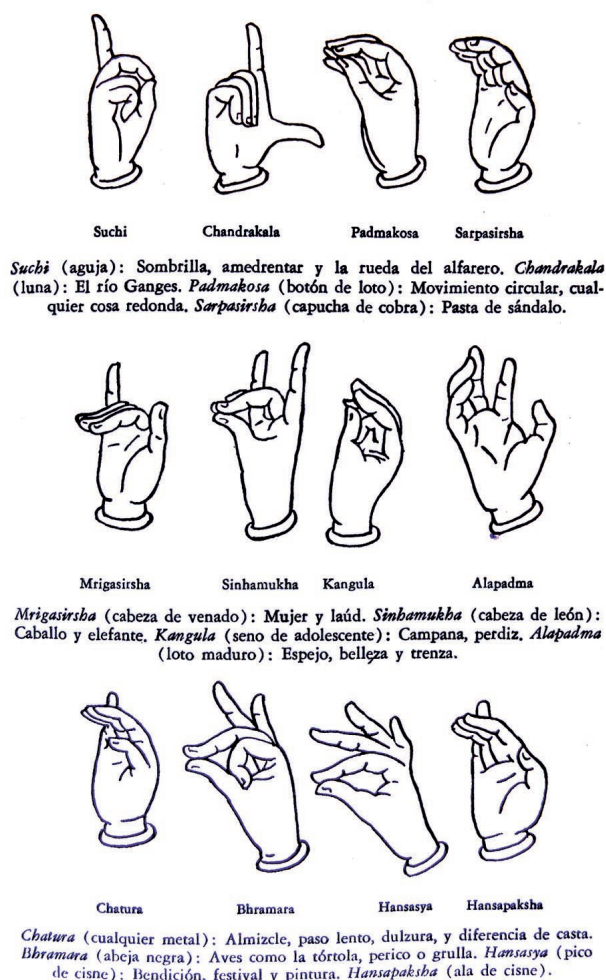 Suchi Chandrakala Padmakosa Sarpasirsha
Suchi (aguja): Sombrilla, amedrentar y la rueda del alfarero. Chandrakala
(luna): El río Ganges. Padmakosa (botón de loto): Movimiento circular, cual-
quier cosa redonda. Sarpasirsha (capucha de cobra): Pasta de sándalo.
Mrigasirsha Sinhamukha Kangula Alapadma
Mrigasirsha (cabeza de venado): Mujer y laúd. Sinhamukha (cabeza de león):
Caballo y elefante. Kangula (seno de adolescente): Campana, perdiz. Alapadma
(loto maduro): Espejo, belleza y trenza.
Chatura Bhramara Hansasya Hansapaksha
Chatura (cualquier metal): Almizcle, paso lento, dulzura, y diferencia de casta.
Bhramara (abeja negra): Aves como la tórtola, perico o grulla. Hansasya (pico
de cisne): Bendición, festival y pintura. Hansapaksha (ala de cisne).